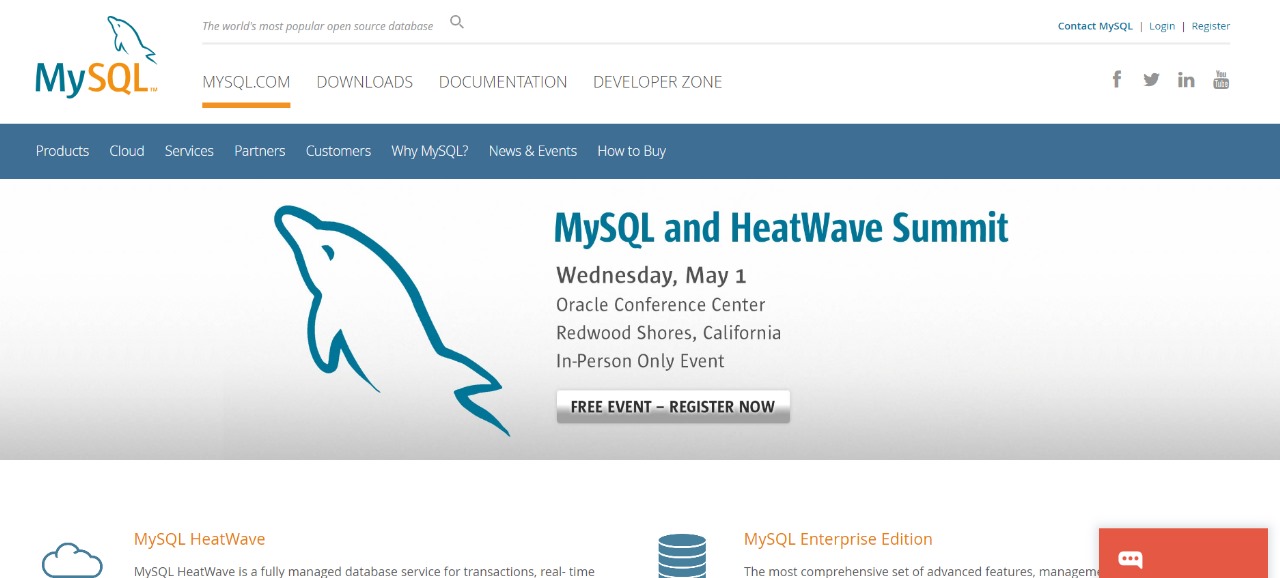 The world's most popular open source database
Contact MySQL | Login | Register
MySQL™
MYSQL.COM DOWNLOADS DOCUMENTATION DEVELOPER ZONE
f in You Tube
Products Cloud Services Partners Customers Why MySQL? News & Events How to Buy
MySQL and HeatWave Summit
Wednesday, May 1
Oracle Conference Center
Redwood Shores, California
In-Person Only Event
FREE EVENT – REGISTER NOW
MySQL HeatWave
MySQL HeatWave is a fully managed database service for transactions, real- time
MySQL Enterprise Edition
The most comprehensive set of advanced features,